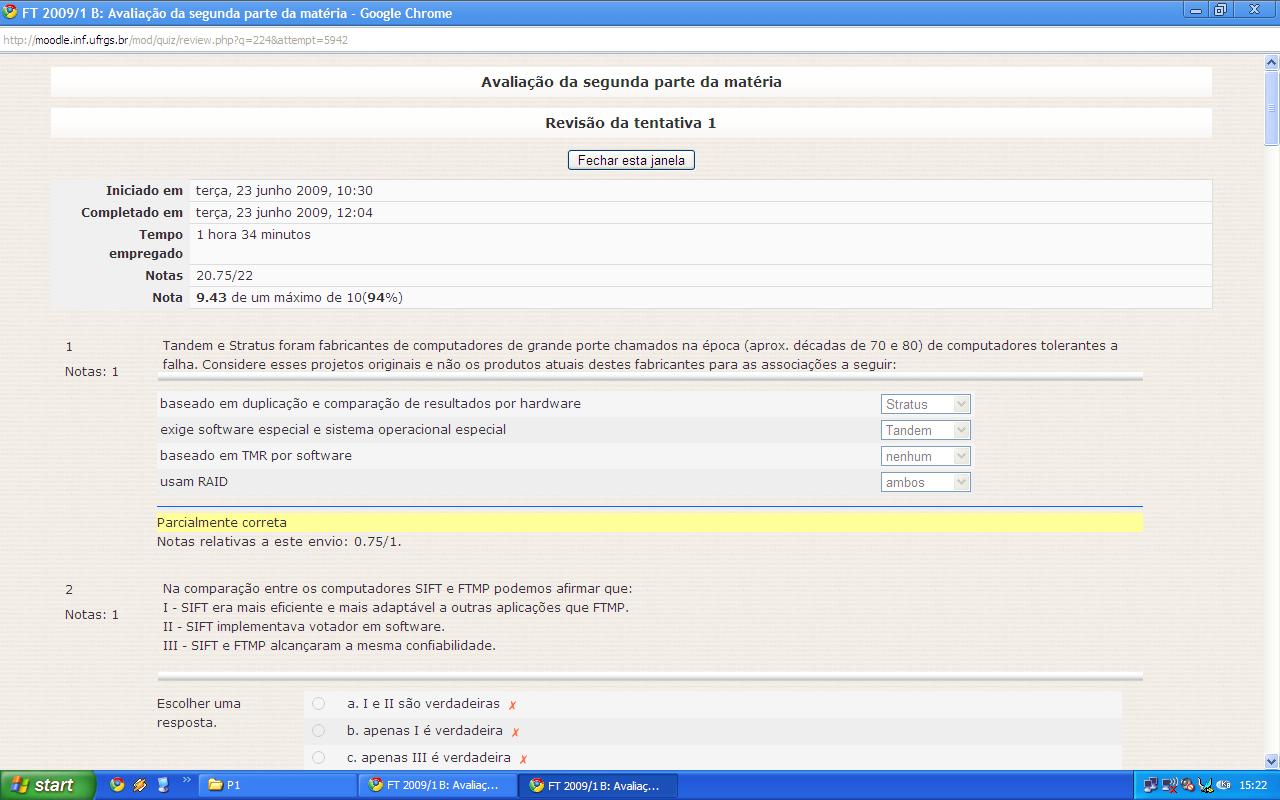 FT 2009/1 B: Avaliação da segunda parte da matéria - Google Chrome
http://moodle.inf.ufrgs.br/mod/quiz/review.php?q=224&attempt=5942
Avaliação da segunda parte da matéria
Revisão da tentativa 1
Fechar esta janela
Iniciado em terça, 23 junho 2009, 10:30
Completado em terça, 23 junho 2009, 12:04
Tempo empregado 1 hora 34 minutos
Notas 20.75/22
Nota 9.43 de um máximo de 10(94%)
1
Notas: 1
Tandem e Stratus foram fabricantes de computadores de grande porte chamados na época (aprox. décadas de 70 e 80) de computadores tolerantes a
falha. Considere esses projetos originais e não os produtos atuais destes fabricantes para as associações a seguir:
baseado em duplicação e comparação de resultados por hardware Stratus
exige software especial e sistema operacional especial Tandem
baseado em TMR por software nenhum
usam RAID ambos
Parcialmente correta
Notas relativas a este envio: 0.75/1.
2
Notas: 1
Na comparação entre os computadores SIFT e FTMP podemos afirmar que:
I - SIFT era mais eficiente e mais adaptável a outras aplicações que FTMP.
II - SIFT implementava votador em software.
III - SIFT e FTMP alcançaram a mesma confiabilidade.
Escolher uma
resposta.
a. I e II são verdadeiras
b. apenas I é verdadeira
c. apenas III é verdadeira
start P1 FT 2009/1 B: Avaliaç... FT 2009/1 B: Avaliaç... 15:22